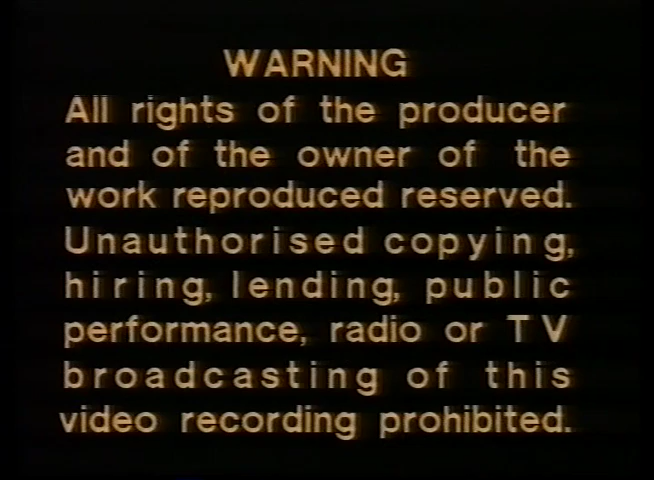 WARNING
All rights of the producer
and of the owner of the
work reproduced reserved.
Unauthorised copying,
hiring, lending, public
performance, radio or TV
broadcasting of this
video recording prohibited.